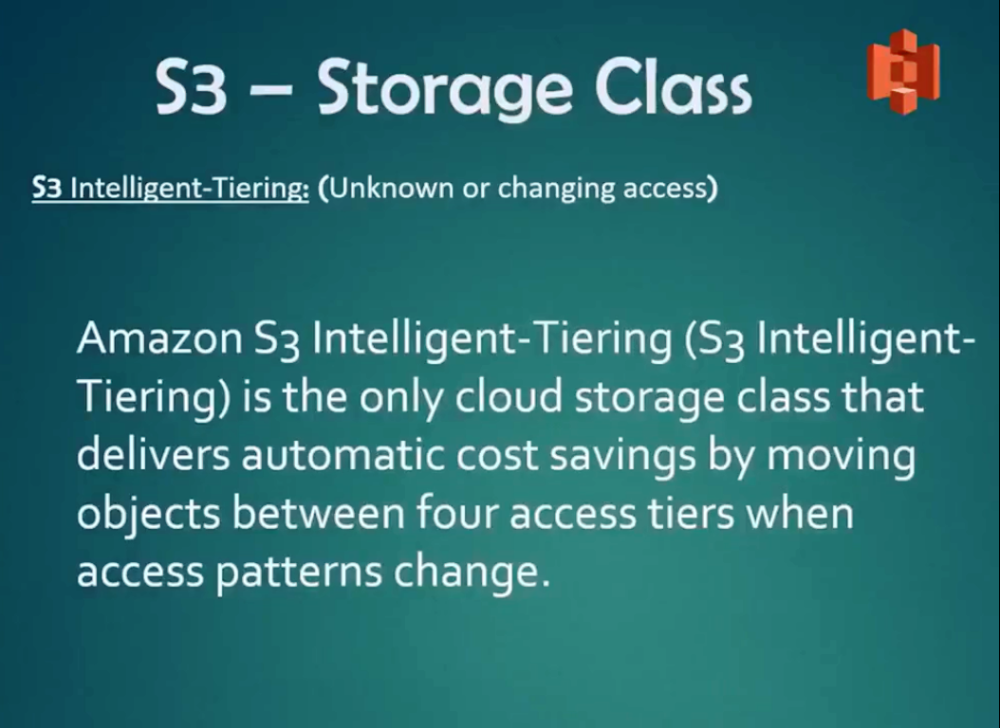 S3 – Storage Class
S3 Intelligent-Tiering: (Unknown or changing access)
Amazon S3 Intelligent-Tiering (S3 Intelligent-
Tiering) is the only cloud storage class that
delivers automatic cost savings by moving
objects between four access tiers when
access patterns change.